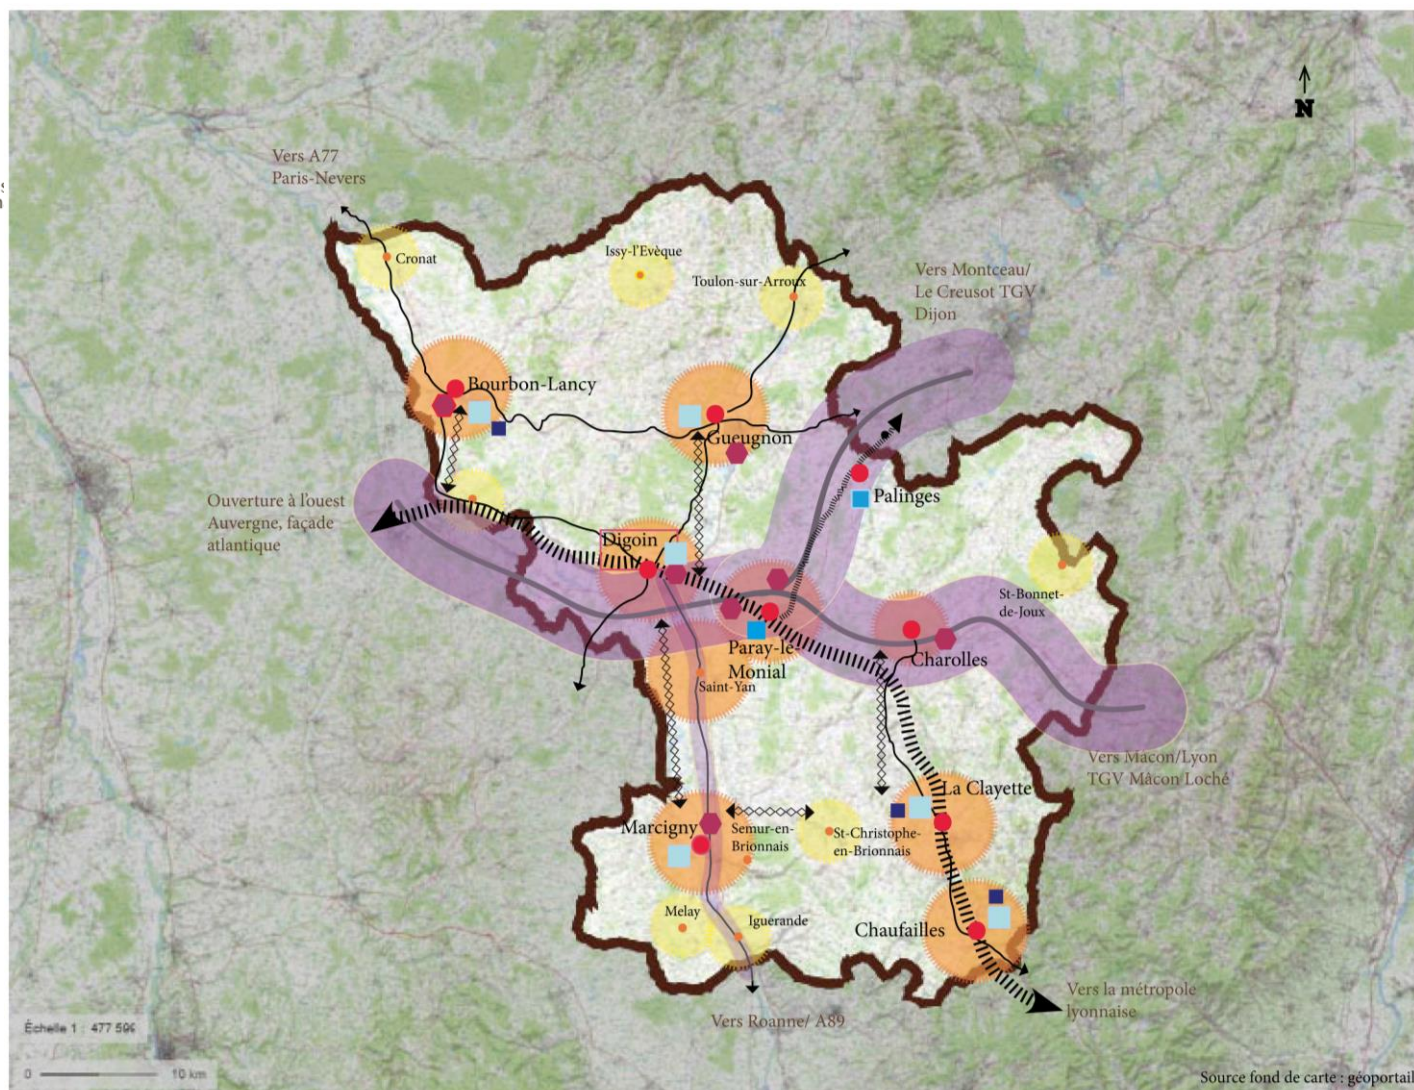 N
Vers A77
Paris-Nevers
Cronat
Issy-l'Evèque
Toulon-sur-Arroux
Vers Montceau/
Le Creusot TGV
Dijon
Bourbon-Lancy
Gueugnon
Palinges
Ouverture à l'ouest
Auvergne, façade
atlantique
Digoin
St-Bonnet-
de-Joux
Paray-le-
Monial
Charolles
Saint-Yan
Vers Macon/Lyon
TGV Mâcon Loché
La Clayette
Marcigny
Semur-en-
Brionnais
St-Christophe-
en-Brionnais
Melay
Iguerande
Chaufailles
Vers la métropole
lyonnaise
Vers Roanne/ A89
Échelle 1 : 477 596
0 10 km
Source fond de carte : géoportail